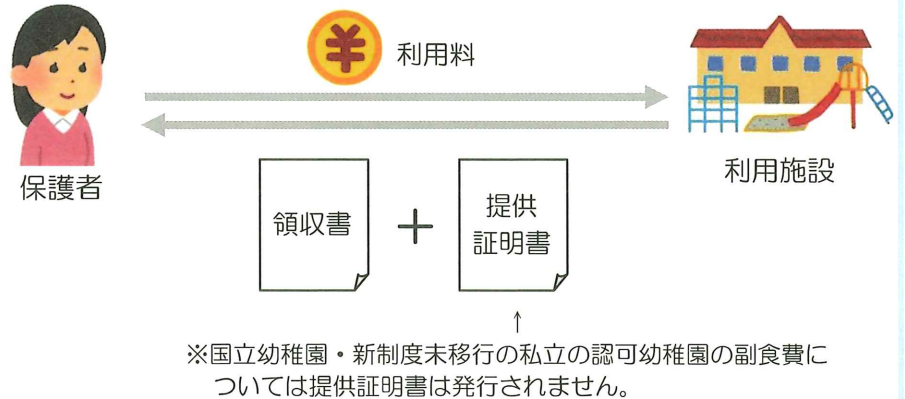 ¥ 利用料
保護者
利用施設
領収書
+
提供
証明書
↑
※国立幼稚園・新制度未移行の私立の認可幼稚園の副食費に
ついては提供証明書は発行されません。